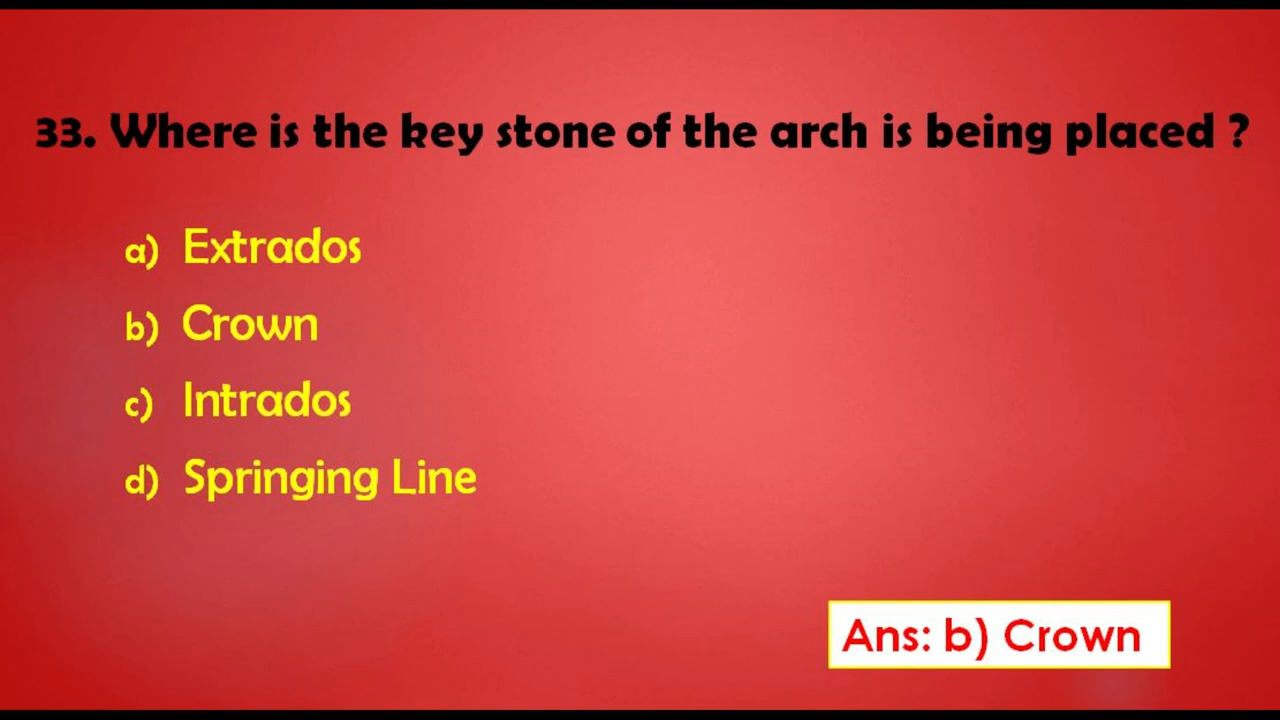 33. Where is the key stone of the arch is being placed ?
a) Extrados
b) Crown
c) Intrados
d) Springing Line
Ans: b) Crown